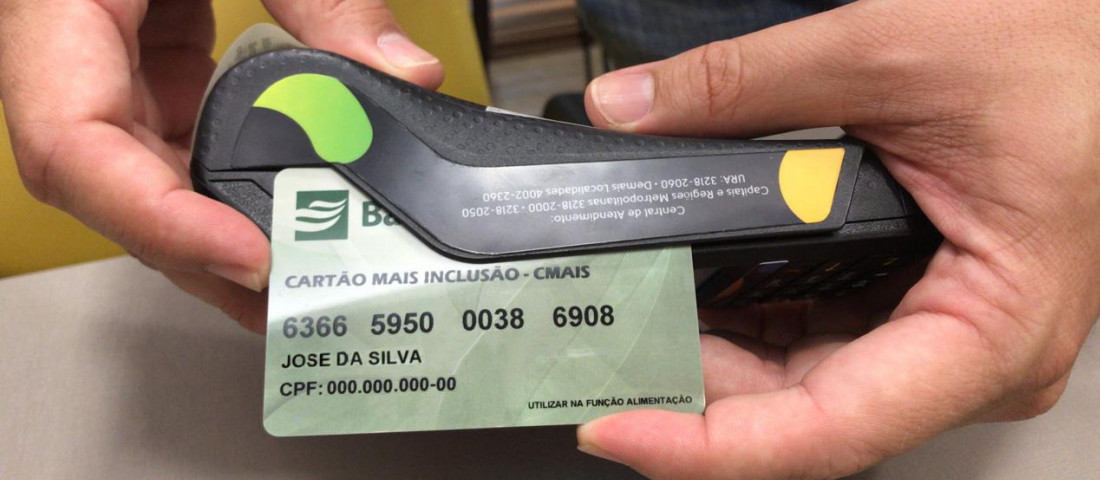 Central de Atendimento:
Capitais e Regiões Metropolitanas 3218-2000 - 3218-2050
URA: 3218-2060 - Demais Localidades 4002-2360
Ba
CARTÃO MAIS INCLUSÃO - CMAIS
6366 5950 0038 6908
JOSE DA SILVA
CPF: 000.000.000-00
UTILIZAR NA FUNÇÃO ALIMENTAÇÃO